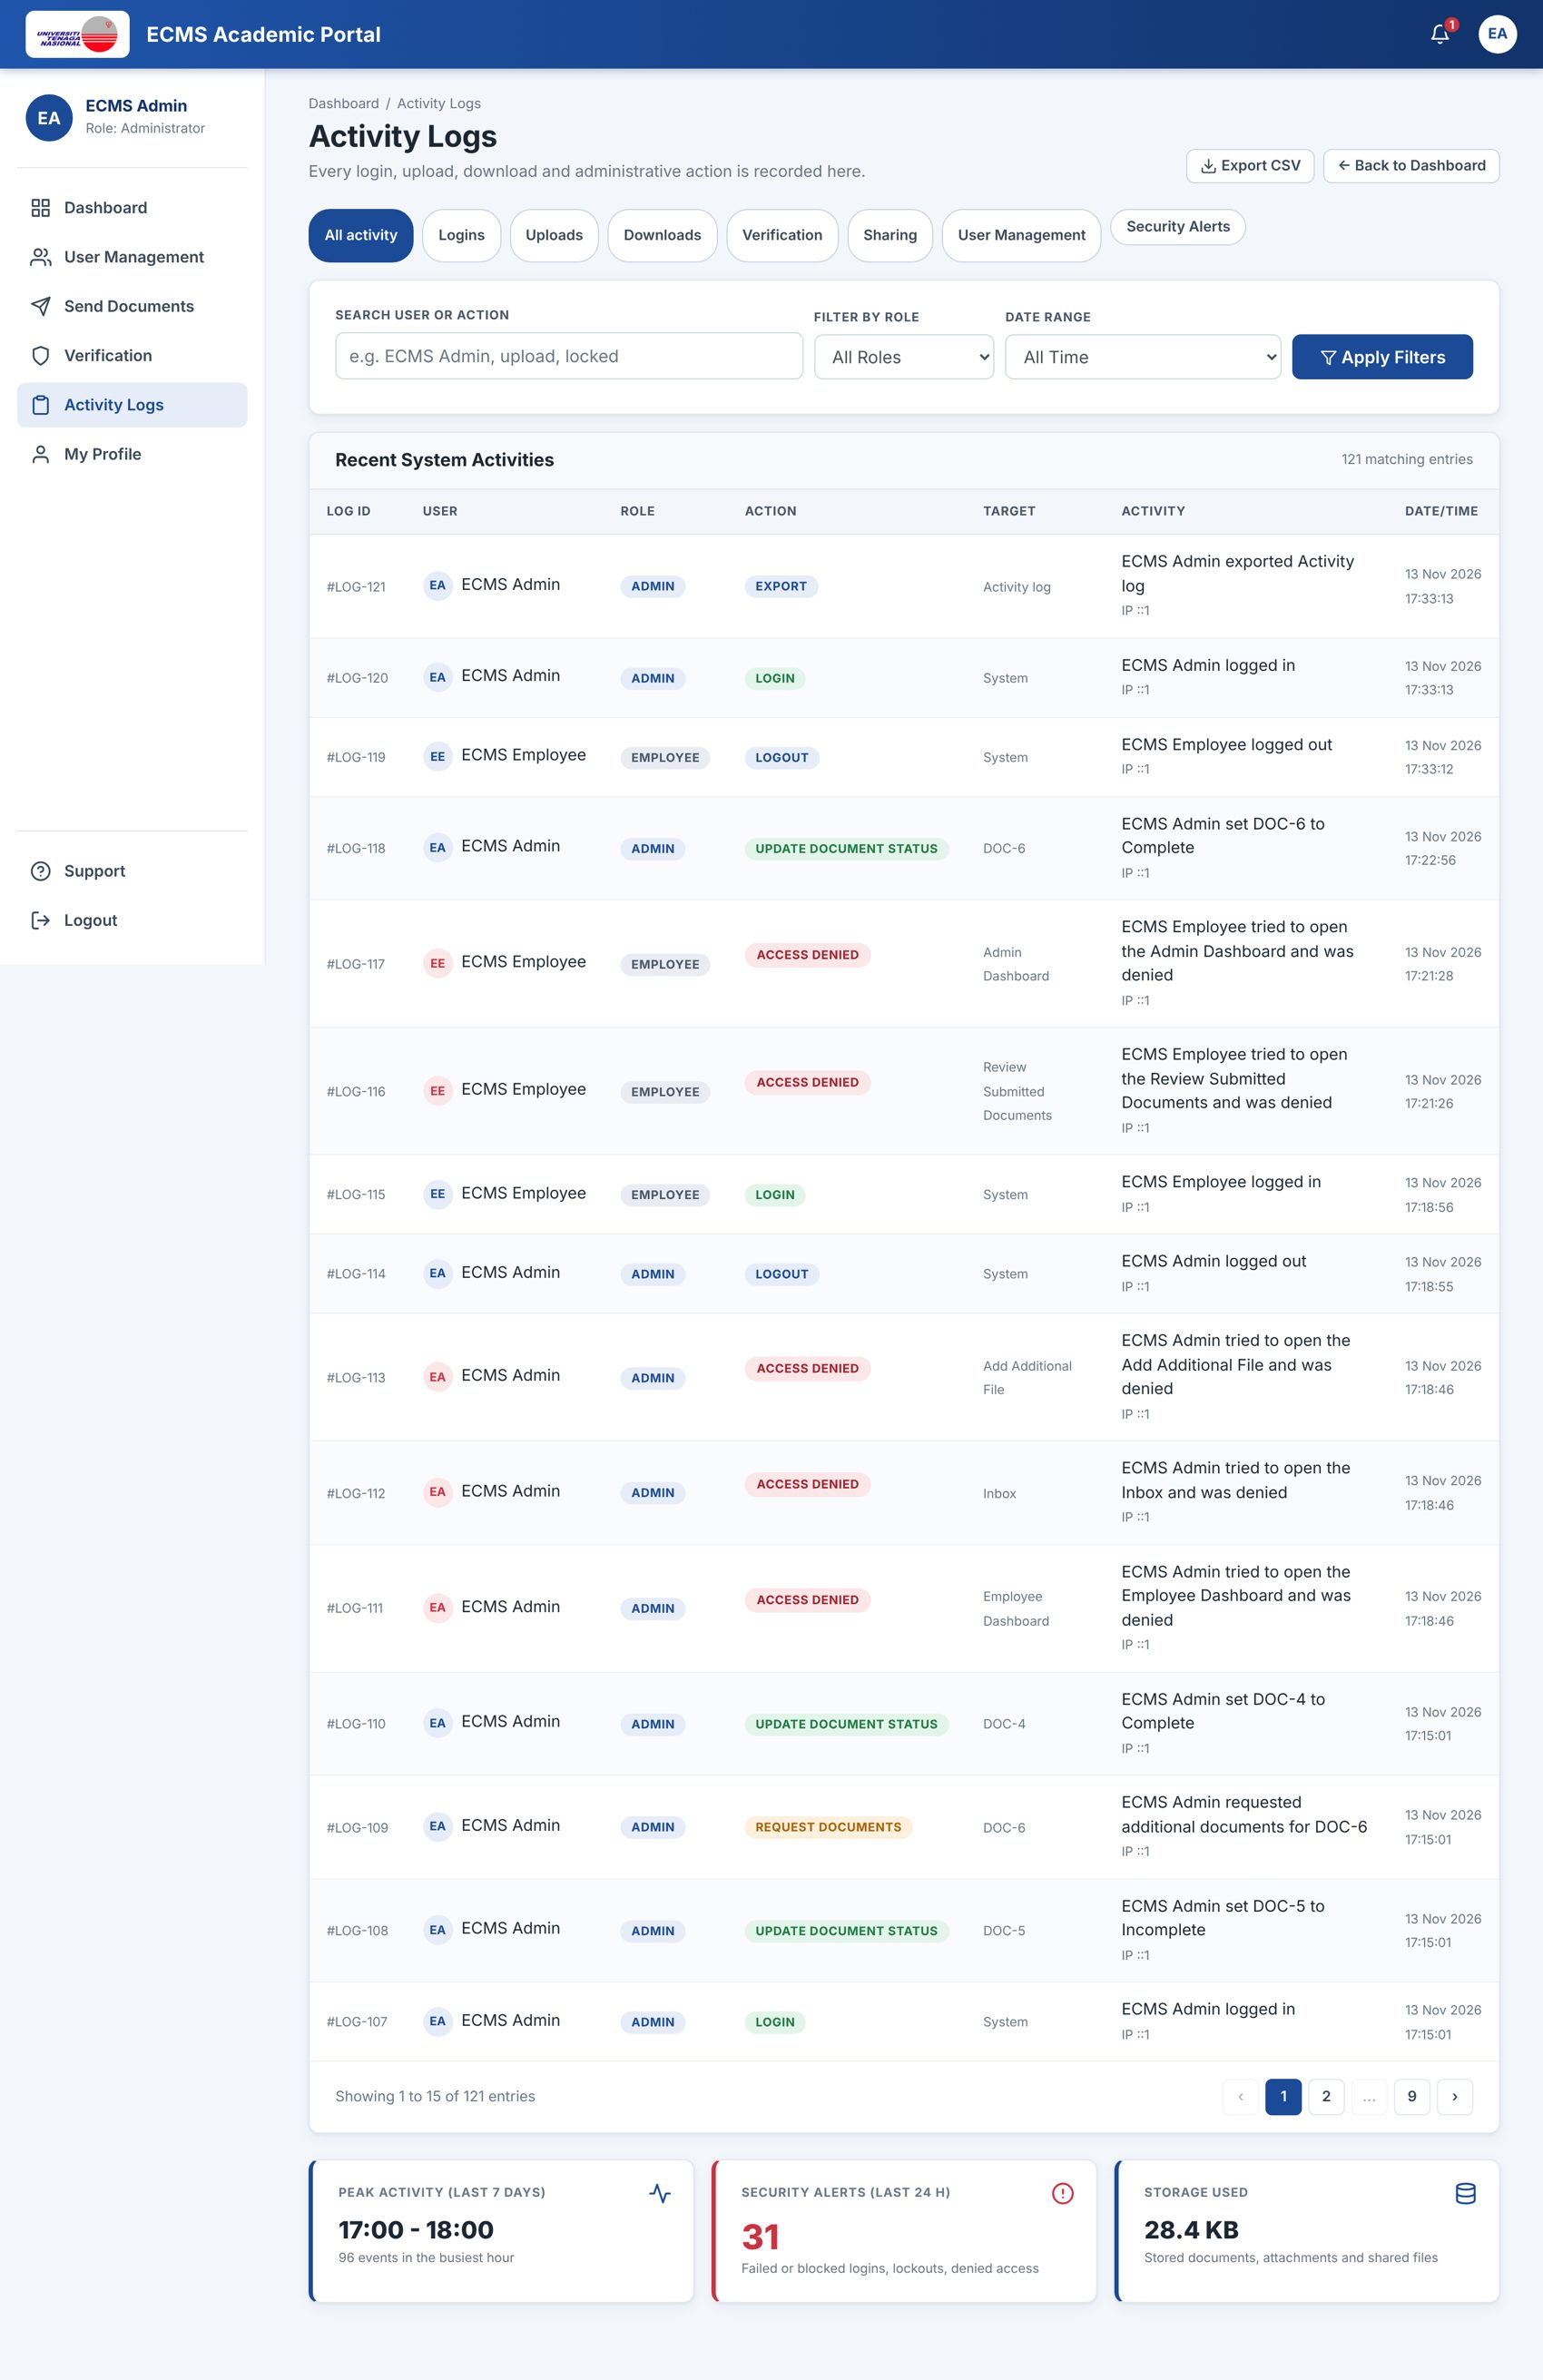 UNIVERSITI
TENAGA
NASIONAL
ECMS Academic Portal
1
EA
EA
ECMS Admin
Role: Administrator
Dashboard
User Management
Send Documents
Verification
Activity Logs
My Profile
Support
Logout
Dashboard / Activity Logs
Activity Logs
Every login, upload, download and administrative action is recorded here.
Export CSV
← Back to Dashboard
All activity
Logins
Uploads
Downloads
Verification
Sharing
User Management
Security Alerts
SEARCH USER OR ACTION
e.g. ECMS Admin, upload, locked
FILTER BY ROLE
All Roles
DATE RANGE
All Time
Apply Filters
Recent System Activities
121 matching entries
LOG ID USER ROLE ACTION TARGET ACTIVITY DATE/TIME
#LOG-121
EA ECMS Admin
ADMIN
EXPORT
Activity log
ECMS Admin exported Activity
log
IP ::1
13 Nov 2026
17:33:13
#LOG-120
EA ECMS Admin
ADMIN
LOGIN
System
ECMS Admin logged in
IP ::1
13 Nov 2026
17:33:13
#LOG-119
EE ECMS Employee
EMPLOYEE
LOGOUT
System
ECMS Employee logged out
IP ::1
13 Nov 2026
17:33:12
#LOG-118
EA ECMS Admin
ADMIN
UPDATE DOCUMENT STATUS
DOC-6
ECMS Admin set DOC-6 to
Complete
IP ::1
13 Nov 2026
17:22:56
#LOG-117
EE ECMS Employee
EMPLOYEE
ACCESS DENIED
Admin
Dashboard
ECMS Employee tried to open
the Admin Dashboard and was
denied
IP ::1
13 Nov 2026
17:21:28
#LOG-116
EE ECMS Employee
EMPLOYEE
ACCESS DENIED
Review
Submitted
Documents
ECMS Employee tried to open
the Review Submitted
Documents and was denied
IP ::1
13 Nov 2026
17:21:26
#LOG-115
EE ECMS Employee
EMPLOYEE
LOGIN
System
ECMS Employee logged in
IP ::1
13 Nov 2026
17:18:56
#LOG-114
EA ECMS Admin
ADMIN
LOGOUT
System
ECMS Admin logged out
IP ::1
13 Nov 2026
17:18:55
#LOG-113
EA ECMS Admin
ADMIN
ACCESS DENIED
Add Additional
File
ECMS Admin tried to open the
Add Additional File and was
denied
IP ::1
13 Nov 2026
17:18:46
#LOG-112
EA ECMS Admin
ADMIN
ACCESS DENIED
Inbox
ECMS Admin tried to open the
Inbox and was denied
IP ::1
13 Nov 2026
17:18:46
#LOG-111
EA ECMS Admin
ADMIN
ACCESS DENIED
Employee
Dashboard
ECMS Admin tried to open the
Employee Dashboard and was
denied
IP ::1
13 Nov 2026
17:18:46
#LOG-110
EA ECMS Admin
ADMIN
UPDATE DOCUMENT STATUS
DOC-4
ECMS Admin set DOC-4 to
Complete
IP ::1
13 Nov 2026
17:15:01
#LOG-109
EA ECMS Admin
ADMIN
REQUEST DOCUMENTS
DOC-6
ECMS Admin requested
additional documents for DOC-6
IP ::1
13 Nov 2026
17:15:01
#LOG-108
EA ECMS Admin
ADMIN
UPDATE DOCUMENT STATUS
DOC-5
ECMS Admin set DOC-5 to
Incomplete
IP ::1
13 Nov 2026
17:15:01
#LOG-107
EA ECMS Admin
ADMIN
LOGIN
System
ECMS Admin logged in
IP ::1
13 Nov 2026
17:15:01
Showing 1 to 15 of 121 entries
‹ 1 2 ... 9 ›
PEAK ACTIVITY (LAST 7 DAYS)
17:00 - 18:00
96 events in the busiest hour
SECURITY ALERTS (LAST 24 H)
31
Failed or blocked logins, lockouts, denied access
STORAGE USED
28.4 KB
Stored documents, attachments and shared files